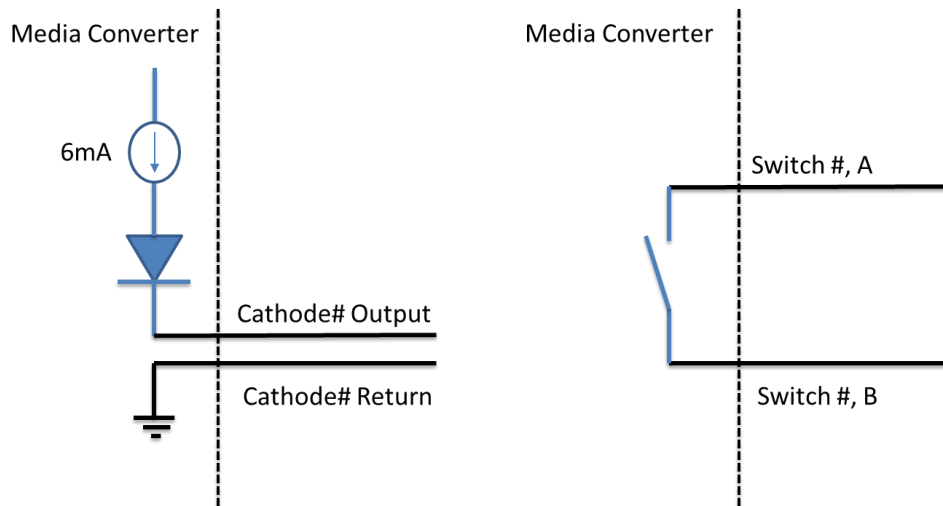 Media Converter
6mA
Cathode# Output
Cathode# Return
Media Converter
Switch #, A
Switch #, B